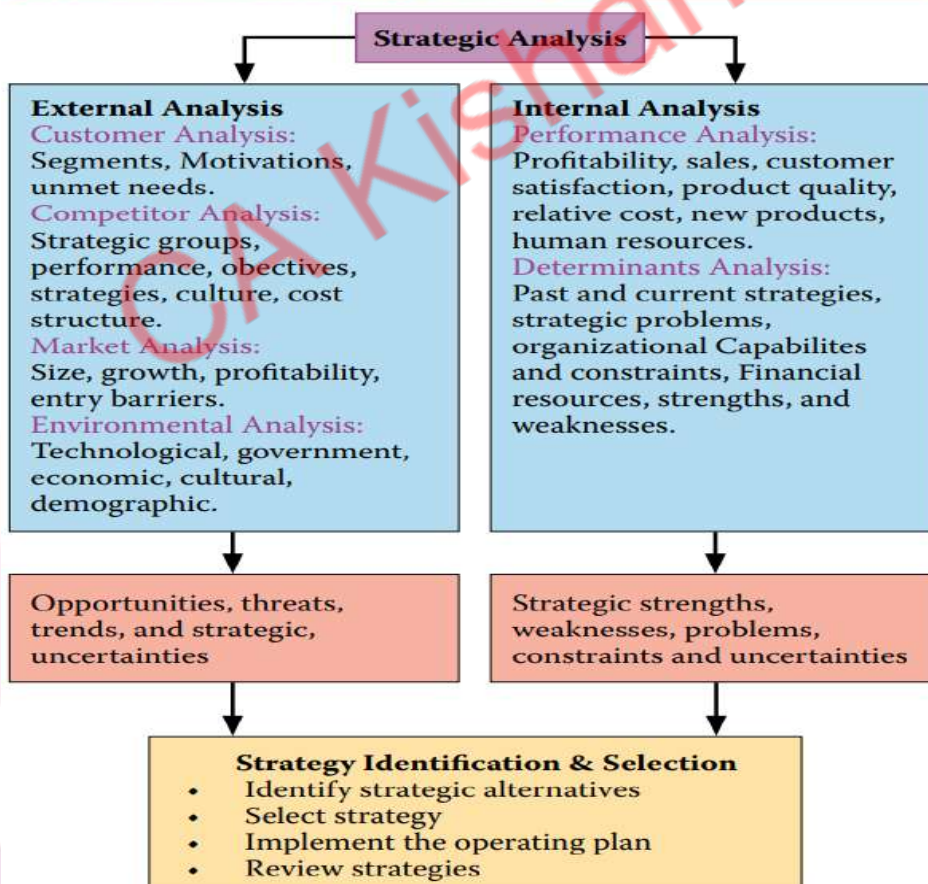 Strategic Analysis
External Analysis
Customer Analysis:
Segments, Motivations,
unmet needs.
Competitor Analysis:
Strategic groups,
performance, obectives,
strategies, culture, cost
structure.
Market Analysis:
Size, growth, profitability,
entry barriers.
Environmental Analysis:
Technological, government,
economic, cultural,
demographic.
Internal Analysis
Performance Analysis:
Profitability, sales, customer
satisfaction, product quality,
relative cost, new products,
human resources.
Determinants Analysis:
Past and current strategies,
strategic problems,
organizational Capabilites
and constraints, Financial
resources, strengths, and
weaknesses.
Opportunities, threats,
trends, and strategic,
uncertainties
Strategic strengths,
weaknesses, problems,
constraints and uncertainties
Strategy Identification & Selection
• Identify strategic alternatives
• Select strategy
• Implement the operating plan
• Review strategies
CA Kishan